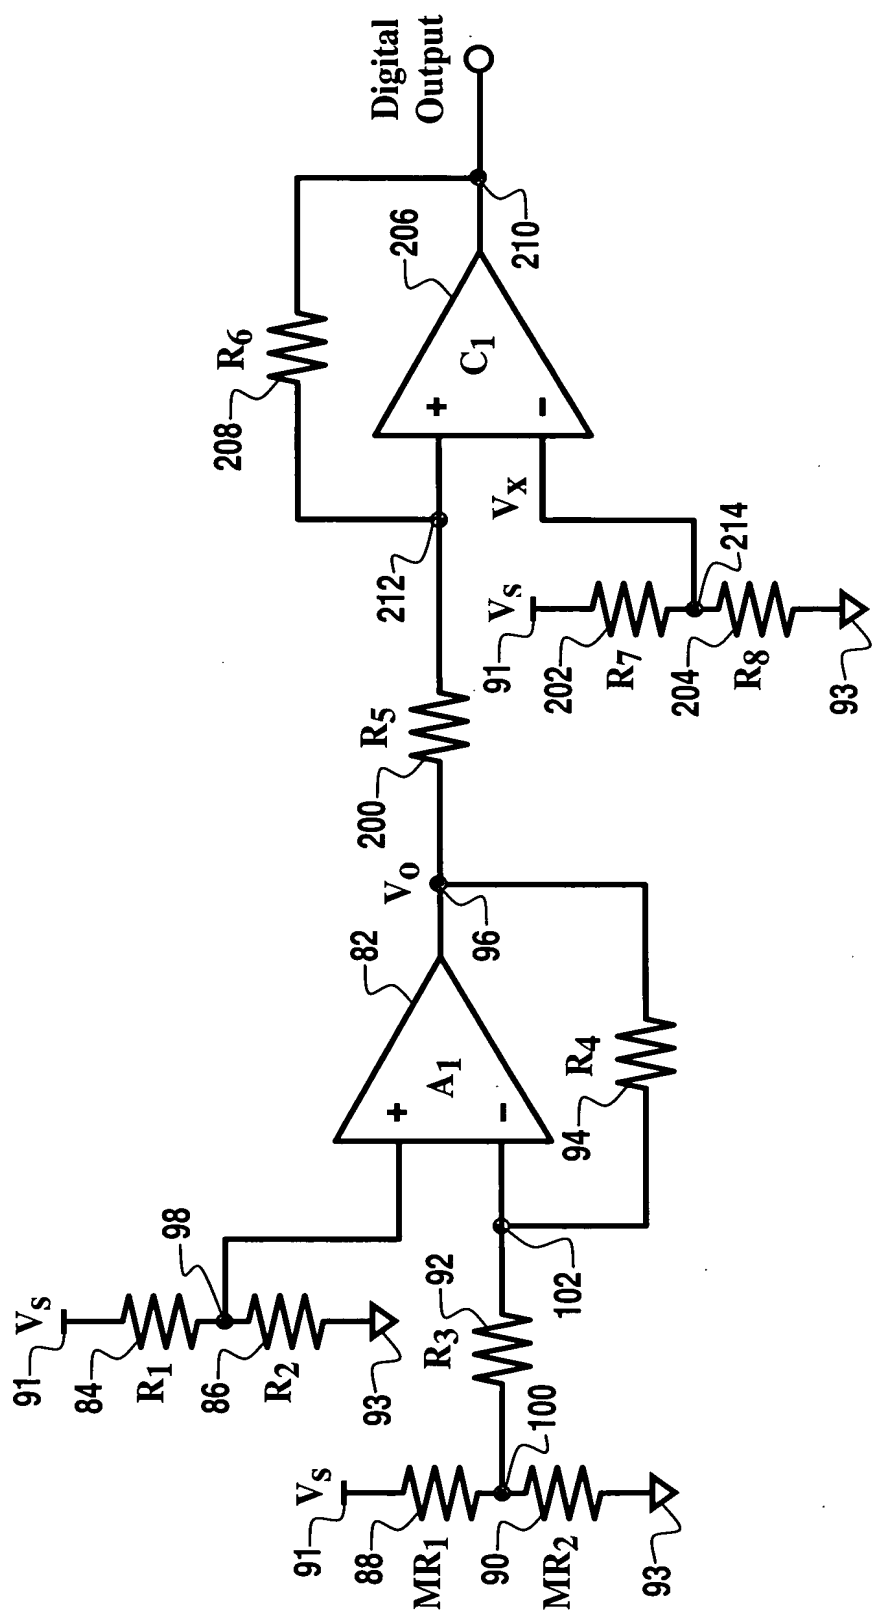 Digital
Output
206
210
R6
208
C1
+
−
VX
212
214
VS
91
202
R7
204
R8
93
R5
200
VO
96
82
A1
+
−
R4
94
98
VS
91
84
R1
86
R2
93
92
R3
102
100
VS
91
88
MR1
90
MR2
93